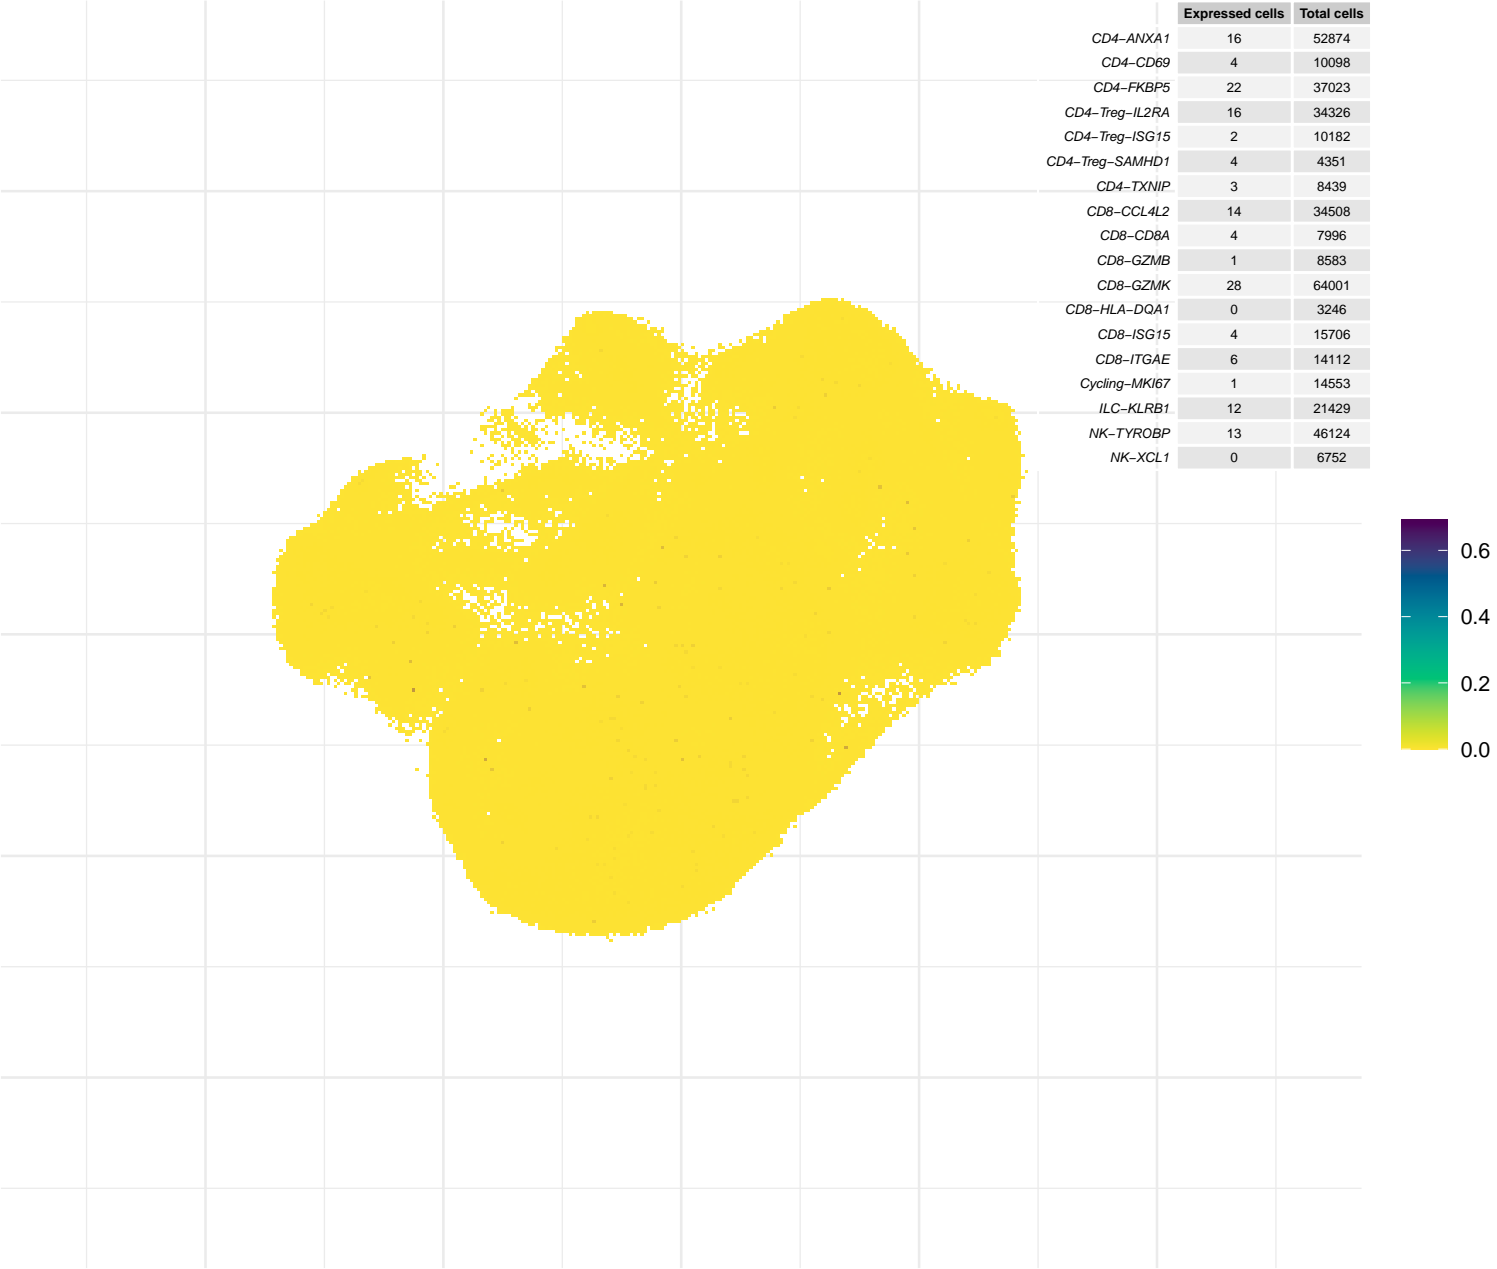 Expressed cells Total cells
CD4−ANXA1 16 52874
CD4−CD69 4 10098
CD4−FKBP5 22 37023
CD4−Treg−IL2RA 16 34326
CD4−Treg−ISG15 2 10182
CD4−Treg−SAMHD1 4 4351
CD4−TXNIP 3 8439
CD8−CCL4L2 14 34508
CD8−CD8A 4 7996
CD8−GZMB 1 8583
CD8−GZMK 28 64001
CD8−HLA−DQA1 0 3246
CD8−ISG15 4 15706
CD8−ITGAE 6 14112
Cycling−MKI67 1 14553
ILC−KLRB1 12 21429
NK−TYROBP 13 46124
NK−XCL1 0 6752
0.6
0.4
0.2
0.0